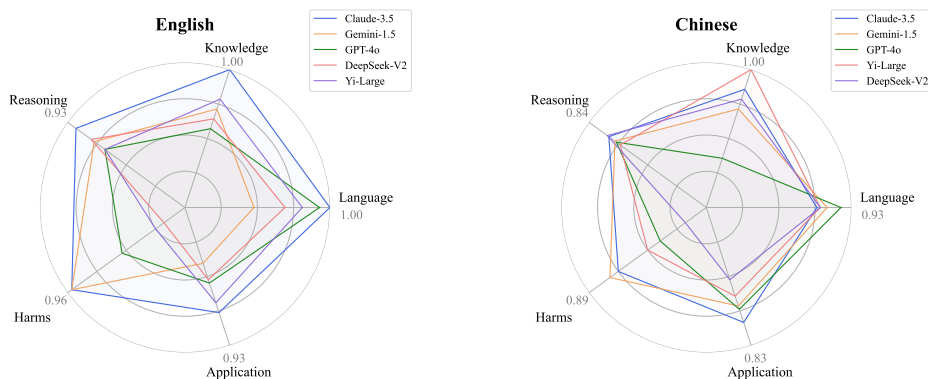 English
Claude-3.5
Gemini-1.5
GPT-4o
DeepSeek-V2
Yi-Large
Knowledge
1.00
Reasoning
0.93
Language
1.00
0.96
Harms
0.93
Application
Chinese
Claude-3.5
Gemini-1.5
GPT-4o
Yi-Large
DeepSeek-V2
Knowledge
1.00
Reasoning
0.84
Language
0.93
0.89
Harms
0.83
Application